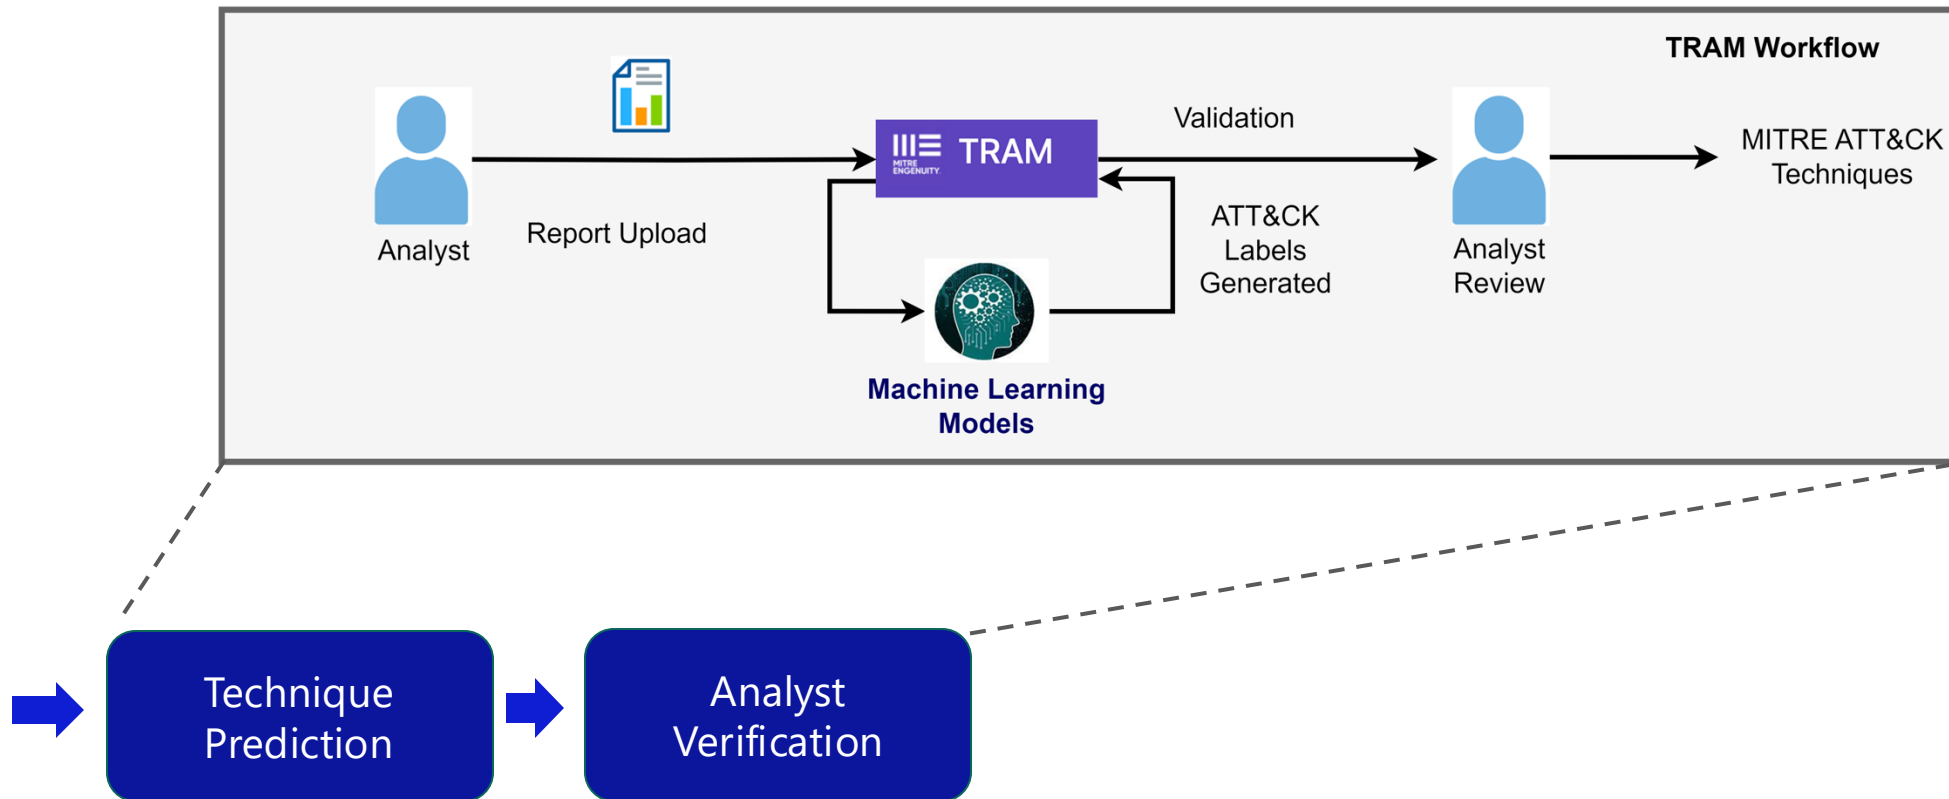 TRAM Workflow
Analyst
Report Upload
MITRE
ENGENUITY.
TRAM
Validation
ATT&CK
Labels
Generated
Machine Learning
Models
Analyst
Review
MITRE ATT&CK
Techniques
Technique
Prediction
Analyst
Verification